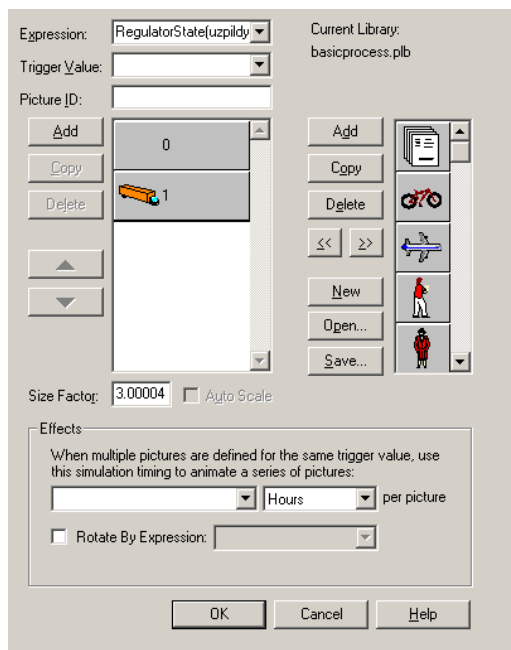 Expression: RegulatorState(uzpildy
Current Library:
basicprocess.plb
Trigger Value:
Picture ID:
Add
Copy
Delete
0
1
Add
Copy
Delete
<< >>
New
Open...
Save...
Size Factor: 3.00004 Auto Scale
Effects
When multiple pictures are defined for the same trigger value, use
this simulation timing to animate a series of pictures:
Hours per picture
Rotate By Expression:
OK Cancel Help